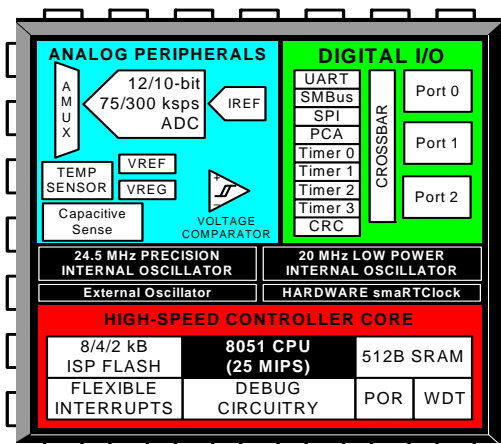 ANALOG PERIPHERALS
A
M
U
X
12/10-bit
75/300 ksps
ADC
IREF
TEMP
SENSOR
VREF
VREG
Capacitive
Sense
+
−
VOLTAGE
COMPARATOR
DIGITAL I/O
UART
SMBus
SPI
PCA
Timer 0
Timer 1
Timer 2
Timer 3
CRC
CROSSBAR
Port 0
Port 1
Port 2
24.5 MHz PRECISION
INTERNAL OSCILLATOR
20 MHz LOW POWER
INTERNAL OSCILLATOR
External Oscillator
HARDWARE smaRTClock
HIGH-SPEED CONTROLLER CORE
8/4/2 kB
ISP FLASH
8051 CPU
(25 MIPS)
512B SRAM
FLEXIBLE
INTERRUPTS
DEBUG
CIRCUITRY
POR
WDT